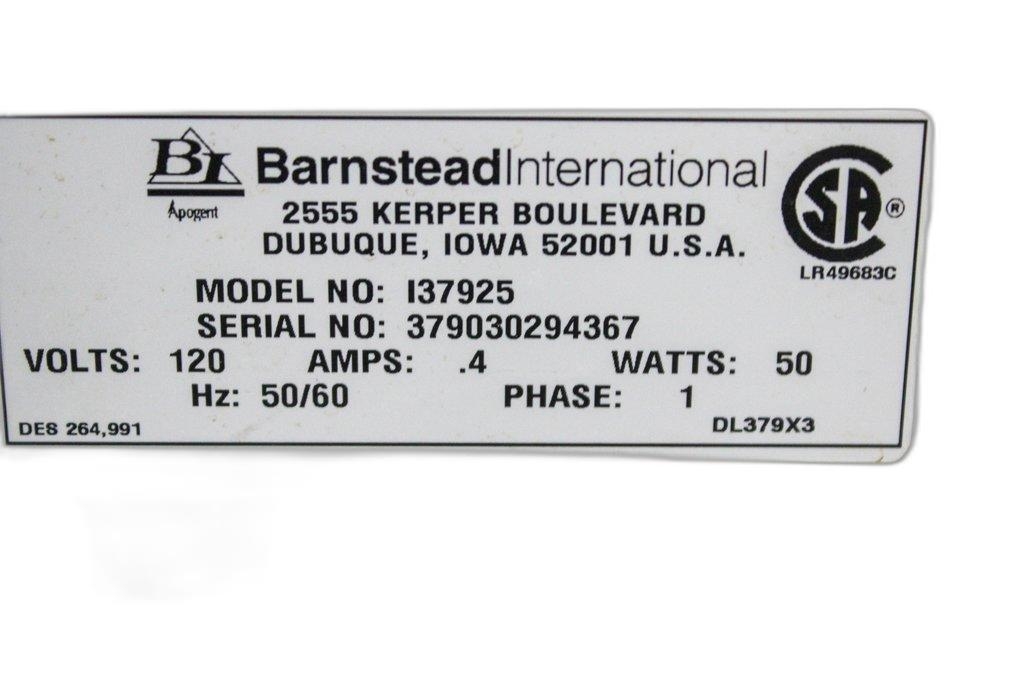 BI BarnsteadInternational
Apogent
2555 KERPER BOULEVARD
DUBUQUE, IOWA 52001 U.S.A.
SA ®
LR49683C
MODEL NO: I37925
SERIAL NO: 379030294367
VOLTS: 120 AMPS: .4 WATTS: 50
Hz: 50/60 PHASE: 1
DES 264,991 DL379X3